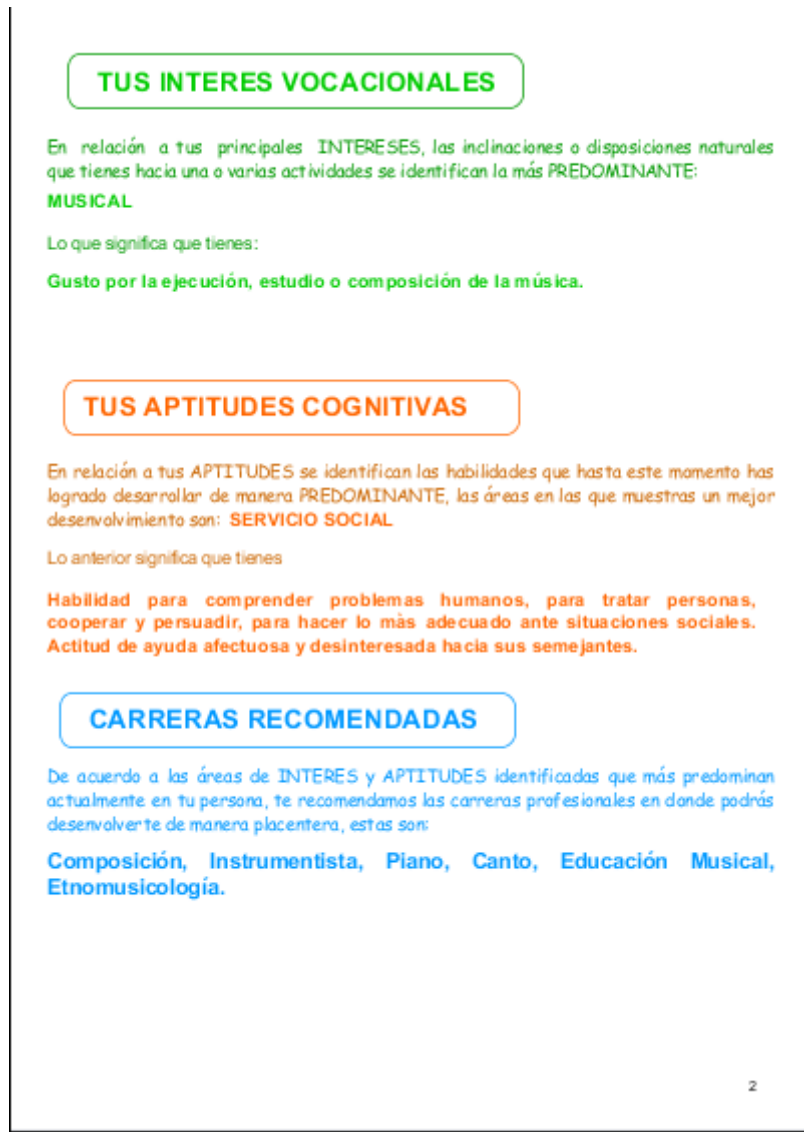 TUS INTERES VOCACIONALES
En relación a tus principales INTERESES, las inclinaciones o disposiciones naturales
que tienes hacia una o varias actividades se identifican la más PREDOMINANTE:
MUSICAL
Lo que significa que tienes:
Gusto por la ejecución, estudio o composición de la música.
TUS APTITUDES COGNITIVAS
En relación a tus APTITUDES se identifican las habilidades que hasta este momento has
logrado desarrollar de manera PREDOMINANTE, las áreas en las que muestras un mejor
desenvolvimiento son: SERVICIO SOCIAL
Lo anterior significa que tienes
Habilidad para comprender problemas humanos, para tratar personas,
cooperar y persuadir, para hacer lo màs adecuado ante situaciones sociales.
Actitud de ayuda afectuosa y desinteresada hacia sus semejantes.
CARRERAS RECOMENDADAS
De acuerdo a las áreas de INTERES y APTITUDES identificadas que más predominan
actualmente en tu persona, te recomendamos las carreras profesionales en donde podrás
desenvolverte de manera placentera, estas son:
Composición, Instrumentista, Piano, Canto, Educación Musical,
Etnomusicología.
2